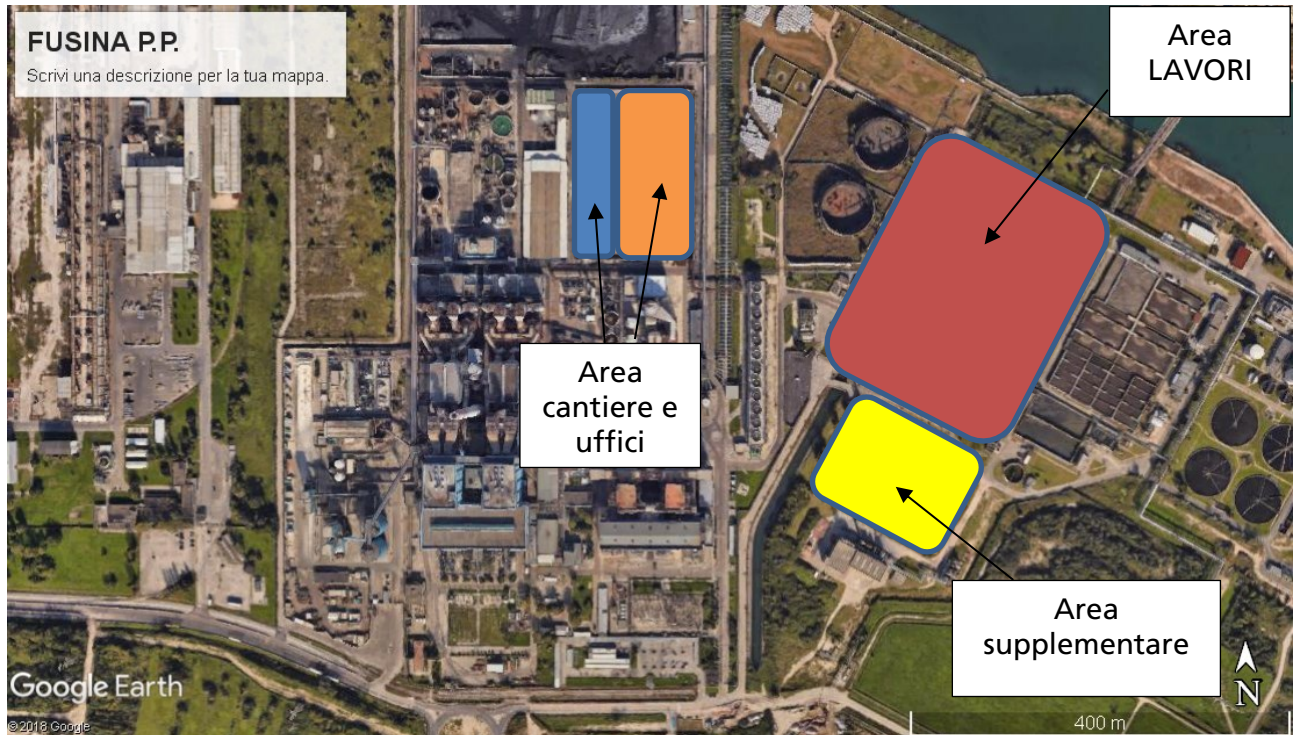 FUSINA P.P.
Scrivi una descrizione per la tua mappa.
Area
LAVORI
Area
cantiere e
uffici
Area
supplementare
N
400 m
Google Earth
©2018 Google